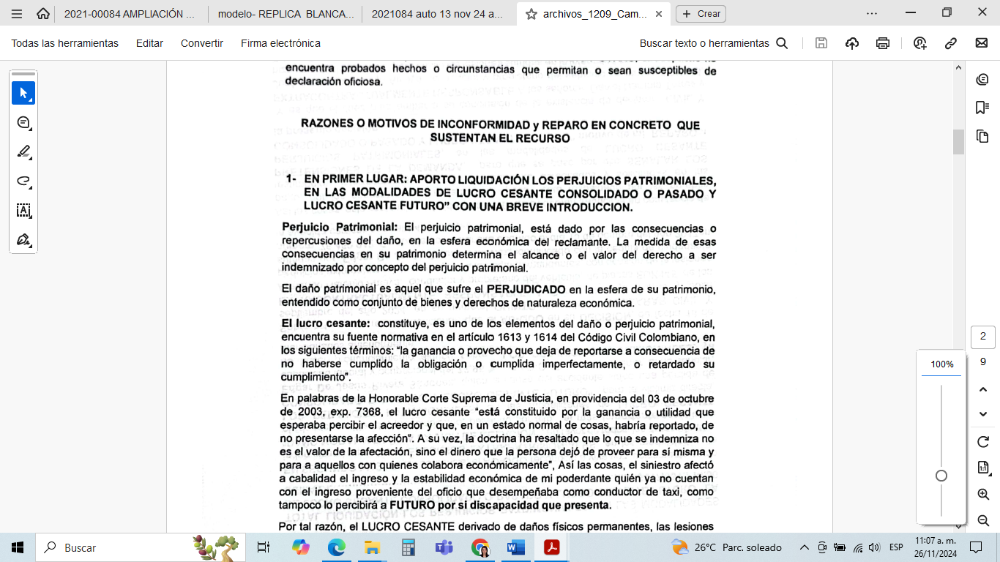 2021-00084 AMPLIACIÓN ...
modelo- REPLICA BLANCA...
2021084 auto 13 nov 24 a...
archivos_1209_Cam...
Crear
Todas las herramientas
Editar
Convertir
Firma electrónica
Buscar texto o herramientas
encuentra probados hechos o circunstancias que permitan o sean susceptibles de
declaración oficiosa.
RAZONES O MOTIVOS DE INCONFORMIDAD y REPARO EN CONCRETO QUE
SUSTENTAN EL RECURSO
1- EN PRIMER LUGAR: APORTO LIQUIDACIÓN LOS PERJUICIOS PATRIMONIALES,
EN LAS MODALIDADES DE LUCRO CESANTE CONSOLIDADO O PASADO Y
LUCRO CESANTE FUTURO” CON UNA BREVE INTRODUCCION.
Perjuicio Patrimonial: El perjuicio patrimonial, está dado por las consecuencias o
repercusiones del daño, en la esfera económica del reclamante. La medida de esas
consecuencias en su patrimonio determina el alcance o el valor del derecho a ser
indemnizado por concepto del perjuicio patrimonial.
El daño patrimonial es aquel que sufre el PERJUDICADO en la esfera de su patrimonio,
entendido como conjunto de bienes y derechos de naturaleza económica.
El lucro cesante: constituye, es uno de los elementos del daño o perjuicio patrimonial,
encuentra su fuente normativa en el artículo 1613 y 1614 del Código Civil Colombiano, en
los siguientes términos: “la ganancia o provecho que deja de reportarse a consecuencia de
no haberse cumplido la obligación o cumplida imperfectamente, o retardado su
cumplimiento”.
En palabras de la Honorable Corte Suprema de Justicia, en providencia del 03 de octubre
de 2003, exp. 7368, el lucro cesante “está constituido por la ganancia o utilidad que
esperaba percibir el acreedor y que, en un estado normal de cosas, habría reportado, de
no presentarse la afección”. A su vez, la doctrina ha resaltado que lo que se indemniza no
es el valor de la afectación, sino el dinero que la persona dejó de proveer para sí misma y
para a aquellos con quienes colabora económicamente”, Así las cosas, el siniestro afectó
a cabalidad el ingreso y la estabilidad económica de mi poderdante quién ya no cuentan
con el ingreso proveniente del oficio que desempeñaba como conductor de taxi, como
tampoco lo percibirá a FUTURO por si discapacidad que presenta.
Por tal razón, el LUCRO CESANTE derivado de daños físicos permanentes, las lesiones
2
9
100%
1:1
Buscar
26°C Parc. soleado
ESP
11:07 a. m.
26/11/2024